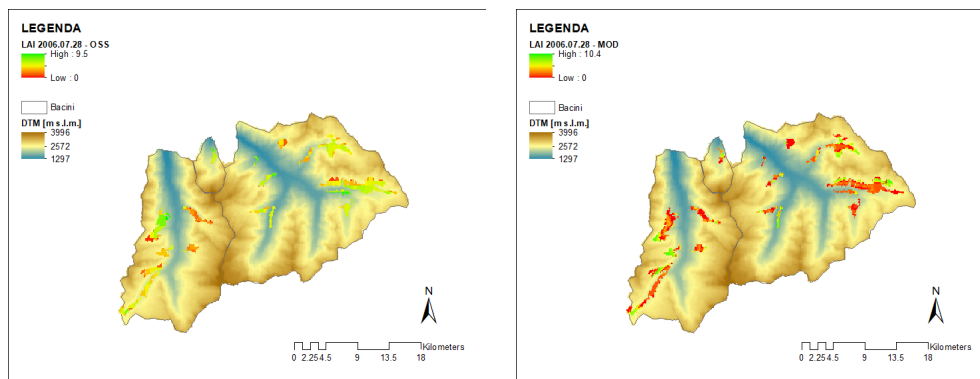 LEGENDA
LAI 2006.07.28 - OSS
High : 9.5
Low : 0
Bacini
DTM [m s.l.m.]
3996
2572
1297
N
Kilometers
0 2.25 4.5 9 13.5 18
LEGENDA
LAI 2006.07.28 - MOD
High : 10.4
Low : 0
Bacini
DTM [m s.l.m.]
3996
2572
1297
N
Kilometers
0 2.25 4.5 9 13.5 18